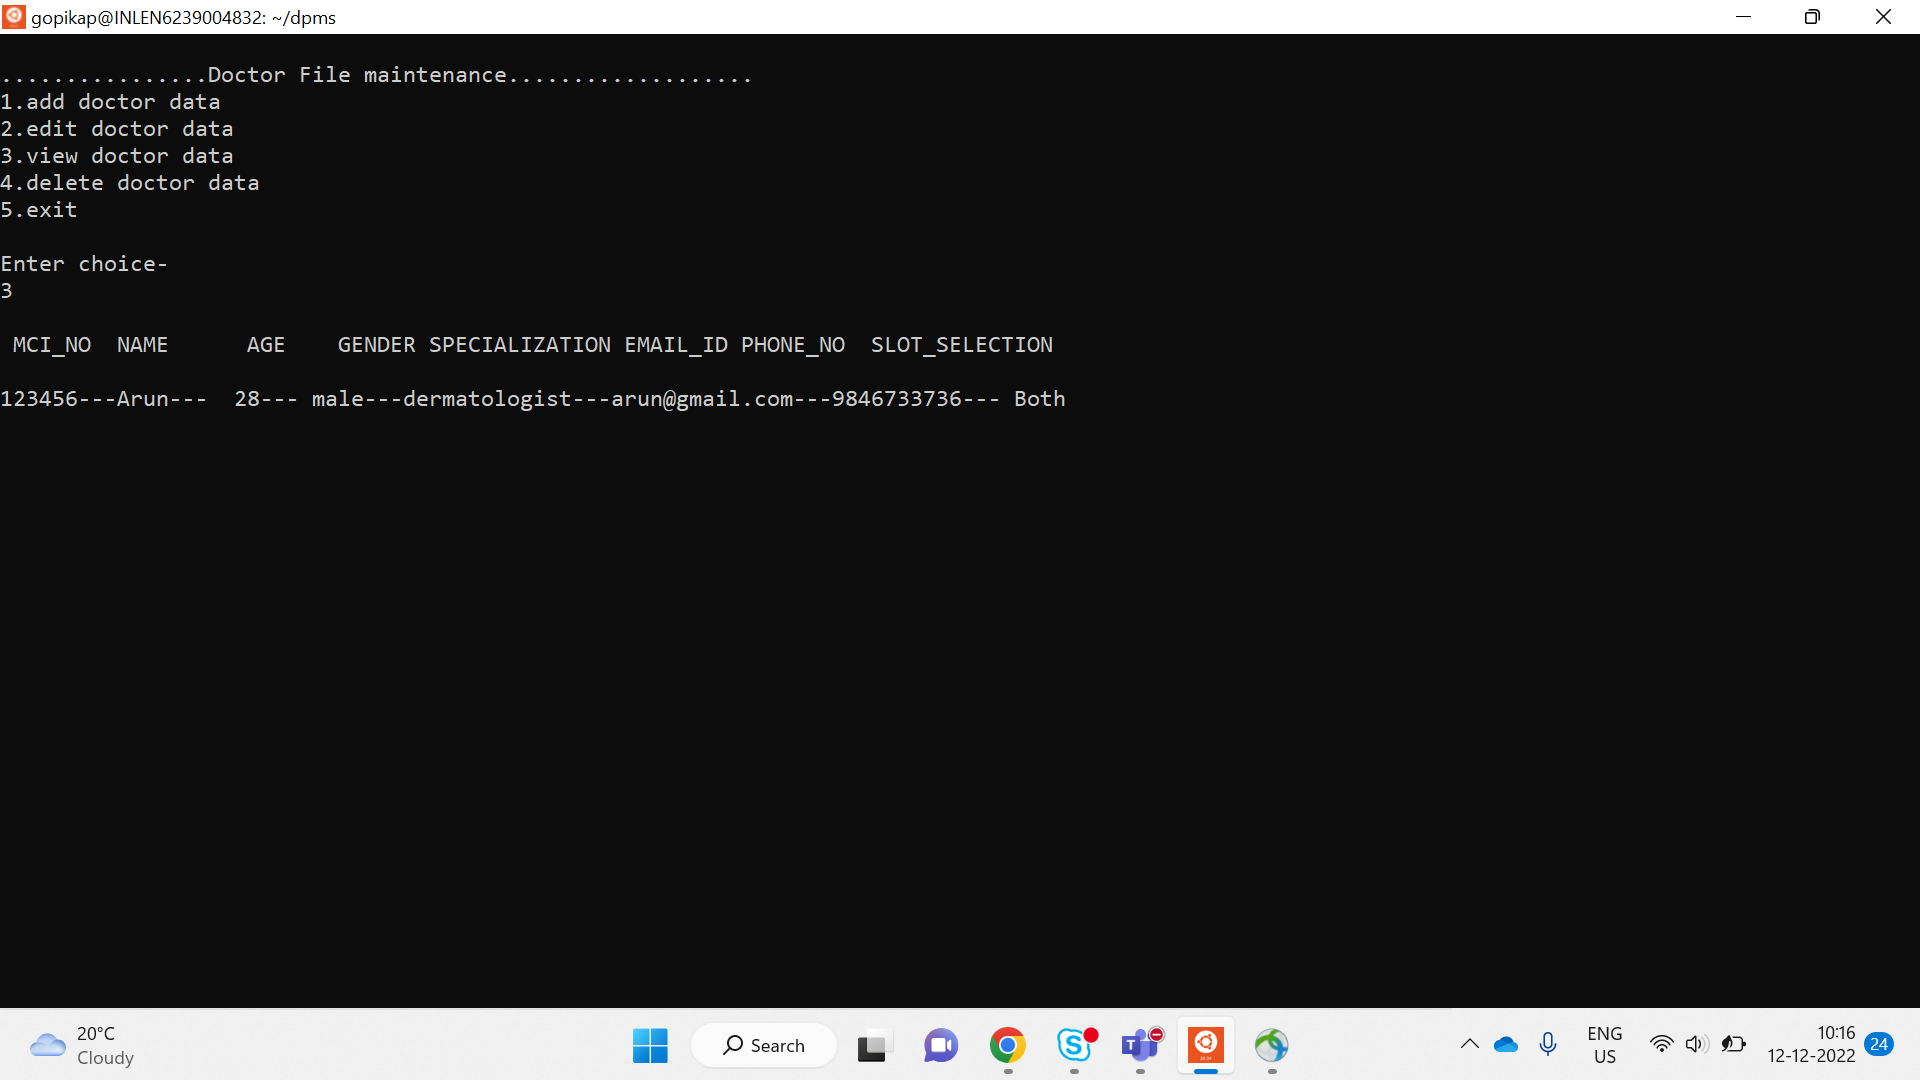 gopikap@INLEN6239004832: ~/dpms
................Doctor File maintenance...................
1.add doctor data
2.edit doctor data
3.view doctor data
4.delete doctor data
5.exit
Enter choice-
3
MCI_NO  NAME      AGE    GENDER SPECIALIZATION EMAIL_ID PHONE_NO  SLOT_SELECTION
123456---Arun---  28--- male---dermatologist---arun@gmail.com---9846733736--- Both
20°C
Cloudy
Search
ENG
US
10:16
12-12-2022
24